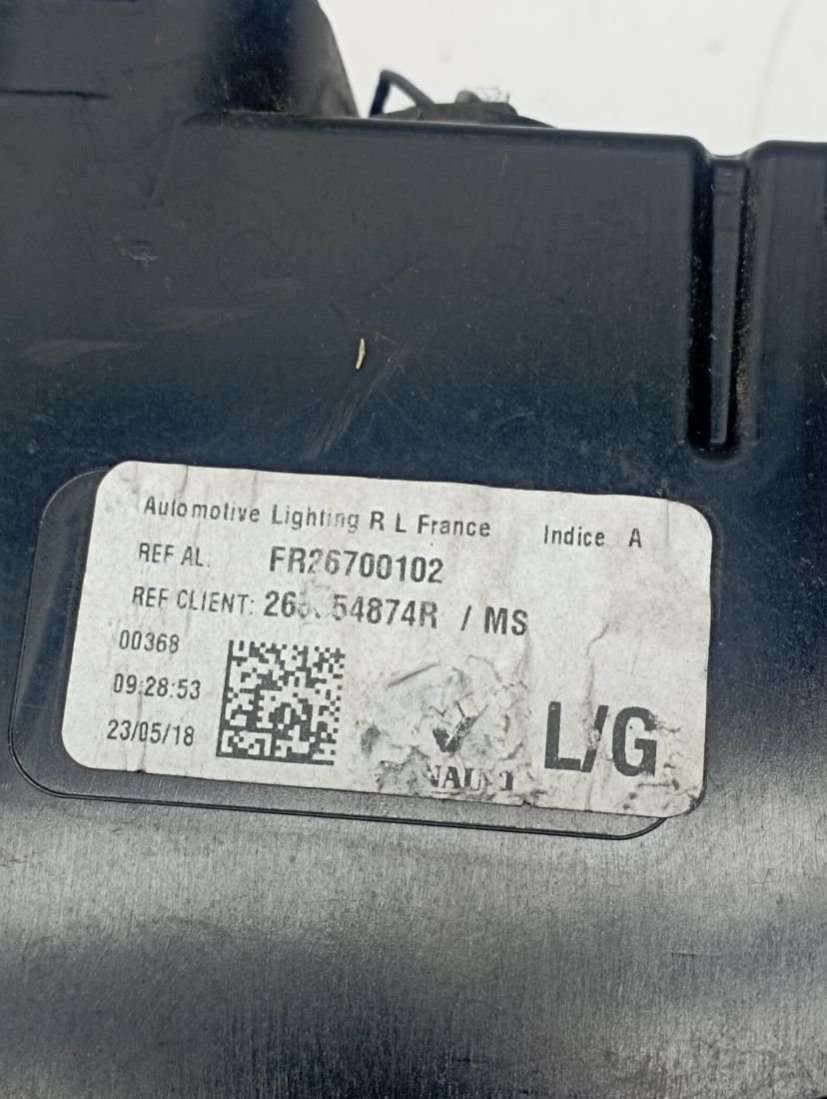 Automotive Lighting R L France Indice A
REF AL. FR26700102
REF CLIENT: / MS
00368
09:28:53
23/05/18
L/G